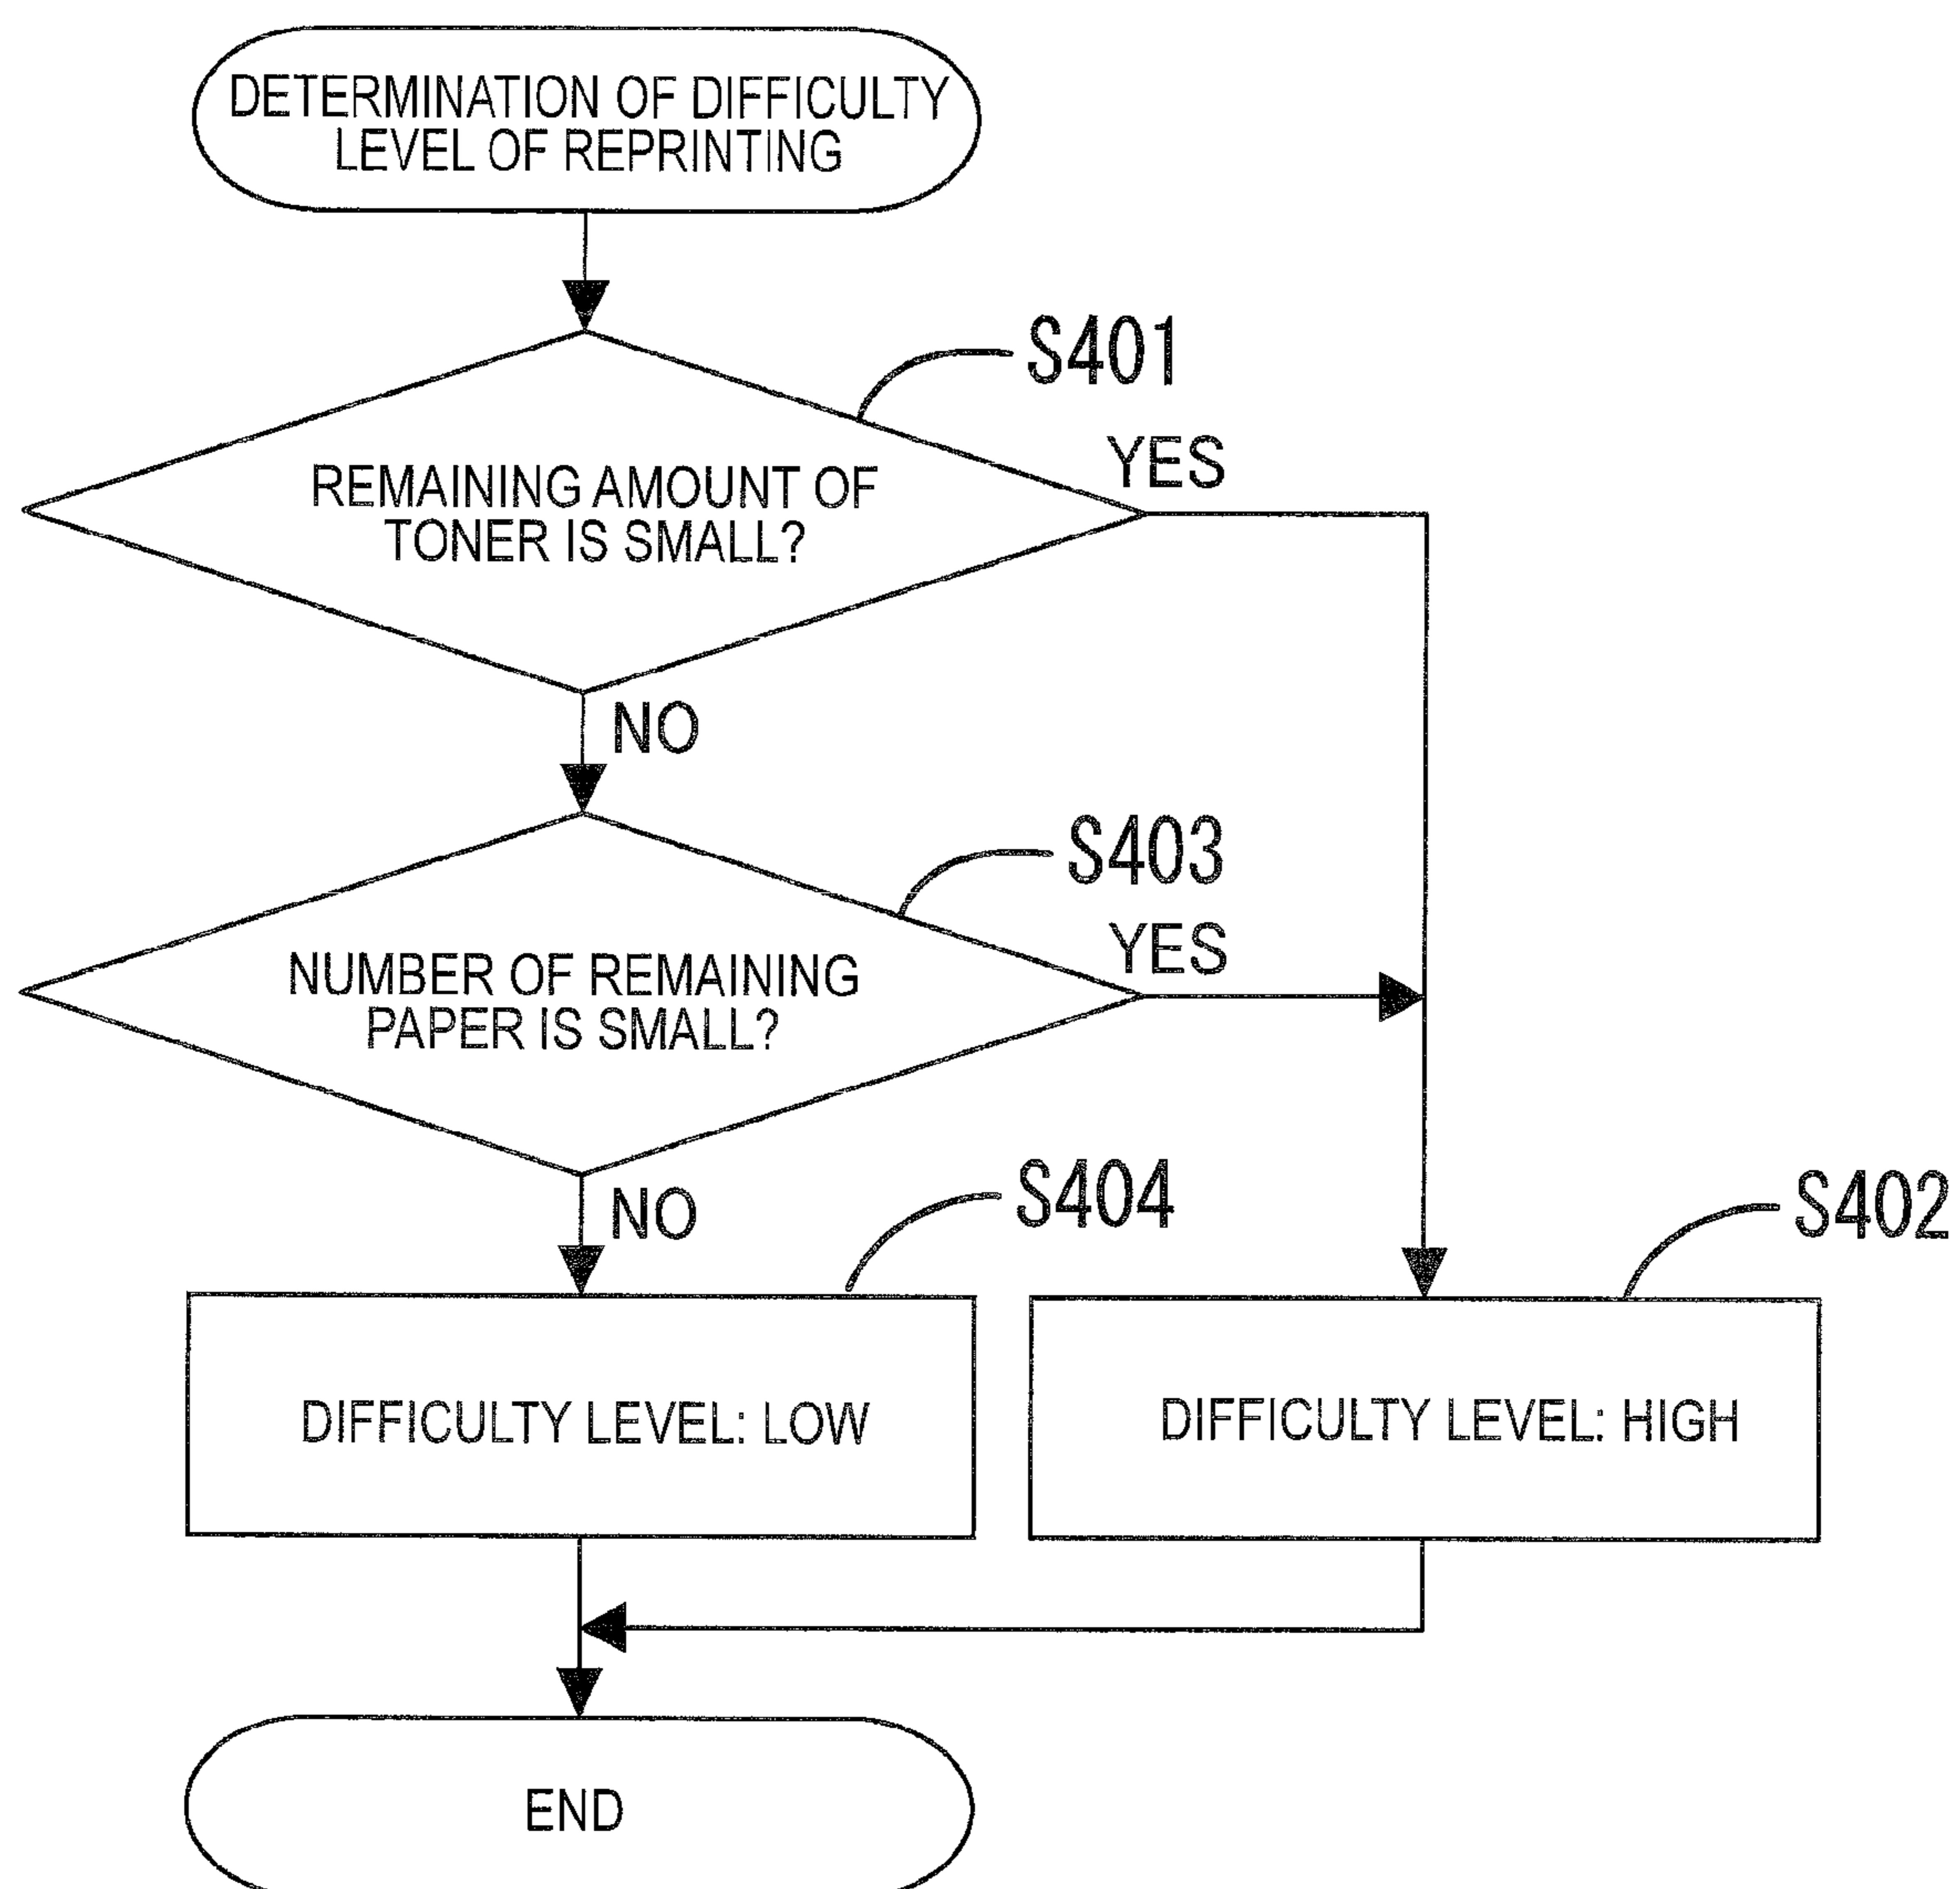 DETERMINATION OF DIFFICULTY
LEVEL OF REPRINTING
S401
YES
REMAINING AMOUNT OF
TONER IS SMALL?
NO
S403
YES
NUMBER OF REMAINING
PAPER IS SMALL?
NO
S404
S402
DIFFICULTY LEVEL: LOW
DIFFICULTY LEVEL: HIGH
END